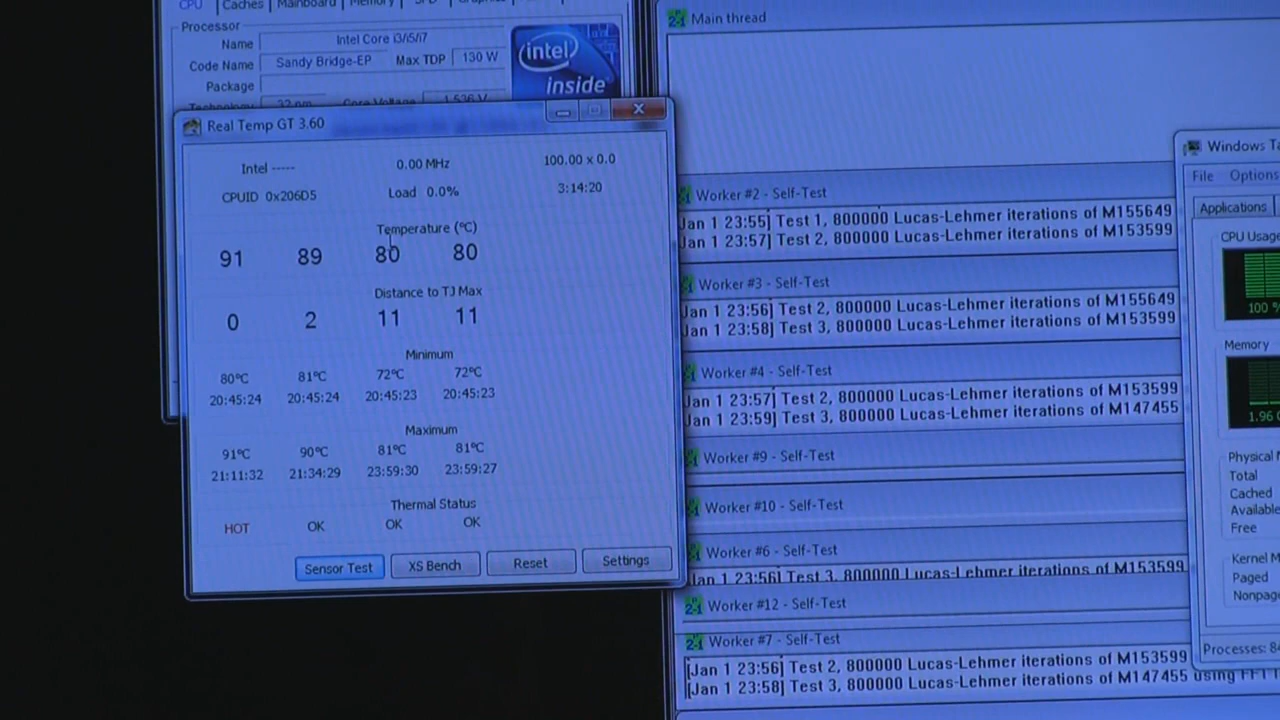 CPU Caches Mainboard Memory
Processor
Name Intel Core i3/i5/i7
Code Name Sandy Bridge-EP Max TDP 130 W
Package
Technology 32 nm Core Voltage 1.536 V
intel
inside
Real Temp GT 3.60
Intel ----- 0.00 MHz 100.00 x 0.0
CPUID 0x206D5 Load 0.0% 3:14:20
Temperature (°C)
91 89 80 80
Distance to TJ Max
0 2 11 11
Minimum
80°C 81°C 72°C 72°C
20:45:24 20:45:24 20:45:23 20:45:23
Maximum
91°C 90°C 81°C 81°C
21:11:32 21:34:29 23:59:30 23:59:27
Thermal Status
HOT OK OK OK
Sensor Test XS Bench Reset Settings
Main thread
Worker #2 - Self-Test
Jan 1 23:55] Test 1, 800000 Lucas-Lehmer iterations of M155649
Jan 1 23:57] Test 2, 800000 Lucas-Lehmer iterations of M153599
Worker #3 - Self-Test
Jan 1 23:56] Test 2, 800000 Lucas-Lehmer iterations of M155649
Jan 1 23:58] Test 3, 800000 Lucas-Lehmer iterations of M153599
Worker #4 - Self-Test
Jan 1 23:57] Test 2, 800000 Lucas-Lehmer iterations of M153599
Jan 1 23:59] Test 3, 800000 Lucas-Lehmer iterations of M147455
Worker #9 - Self-Test
Worker #10 - Self-Test
Worker #6 - Self-Test
Jan 1 23:56] Test 3, 800000 Lucas-Lehmer iterations of M153599
Worker #12 - Self-Test
Worker #7 - Self-Test
[Jan 1 23:56] Test 2, 800000 Lucas-Lehmer iterations of M153599
[Jan 1 23:58] Test 3, 800000 Lucas-Lehmer iterations of M147455 using FFT
Windows Ta
File Options
Applications
CPU Usage
100 %
Memory
1.96 G
Physical M
Total
Cached
Available
Free
Kernel M
Paged
Nonpage
Processes: 84